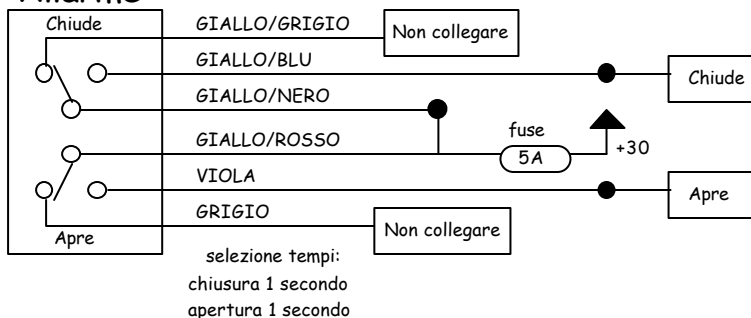 Chiude
GIALLO/GRIGIO
Non collegare
GIALLO/BLU
Chiude
GIALLO/NERO
GIALLO/ROSSO
fuse
5A
+30
VIOLA
Apre
GRIGIO
Non collegare
Apre
selezione tempi:
chiusura 1 secondo
apertura 1 secondo